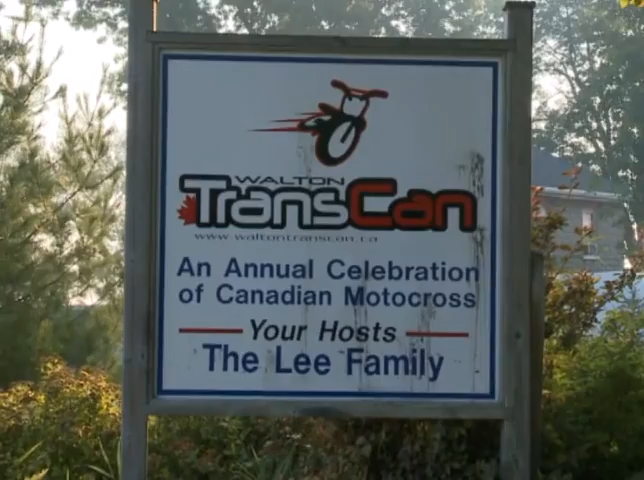 WALTON
TransCan
www.waltontranscan.ca
An Annual Celebration
of Canadian Motocross
Your Hosts
The Lee Family